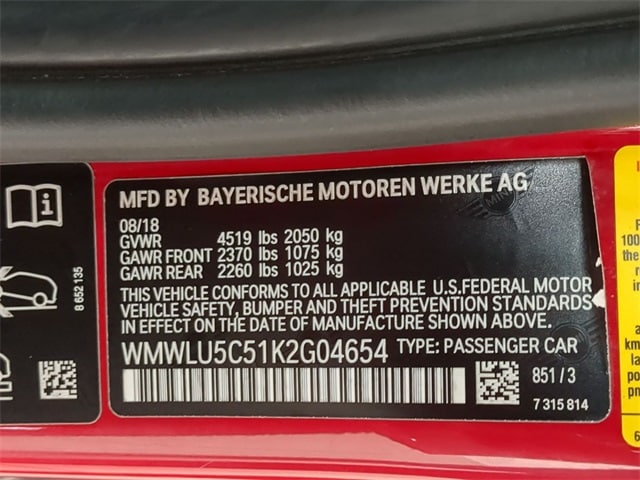 MFD BY BAYERISCHE MOTOREN WERKE AG
08/18
GVWR 4519 lbs 2050 kg
GAWR FRONT 2370 lbs 1075 kg
GAWR REAR 2260 lbs 1025 kg
THIS VEHICLE CONFORMS TO ALL APPLICABLE U.S.FEDERAL MOTOR
VEHICLE SAFETY, BUMPER AND THEFT PREVENTION STANDARDS
IN EFFECT ON THE DATE OF MANUFACTURE SHOWN ABOVE.
WMWLU5C51K2G04654 TYPE: PASSENGER CAR
851 / 3
7 315 814
8 652 135
MINI
100
the